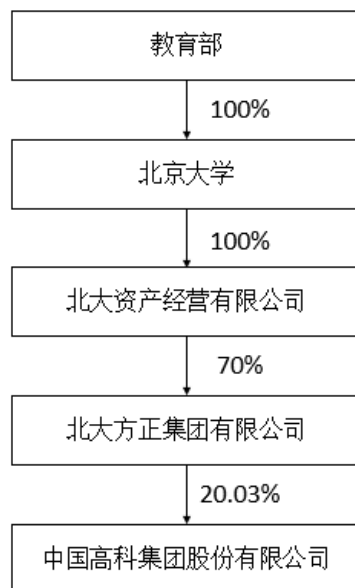 教育部
100%
北京大学
100%
北大资产经营有限公司
70%
北大方正集团有限公司
20.03%
中国高科集团股份有限公司